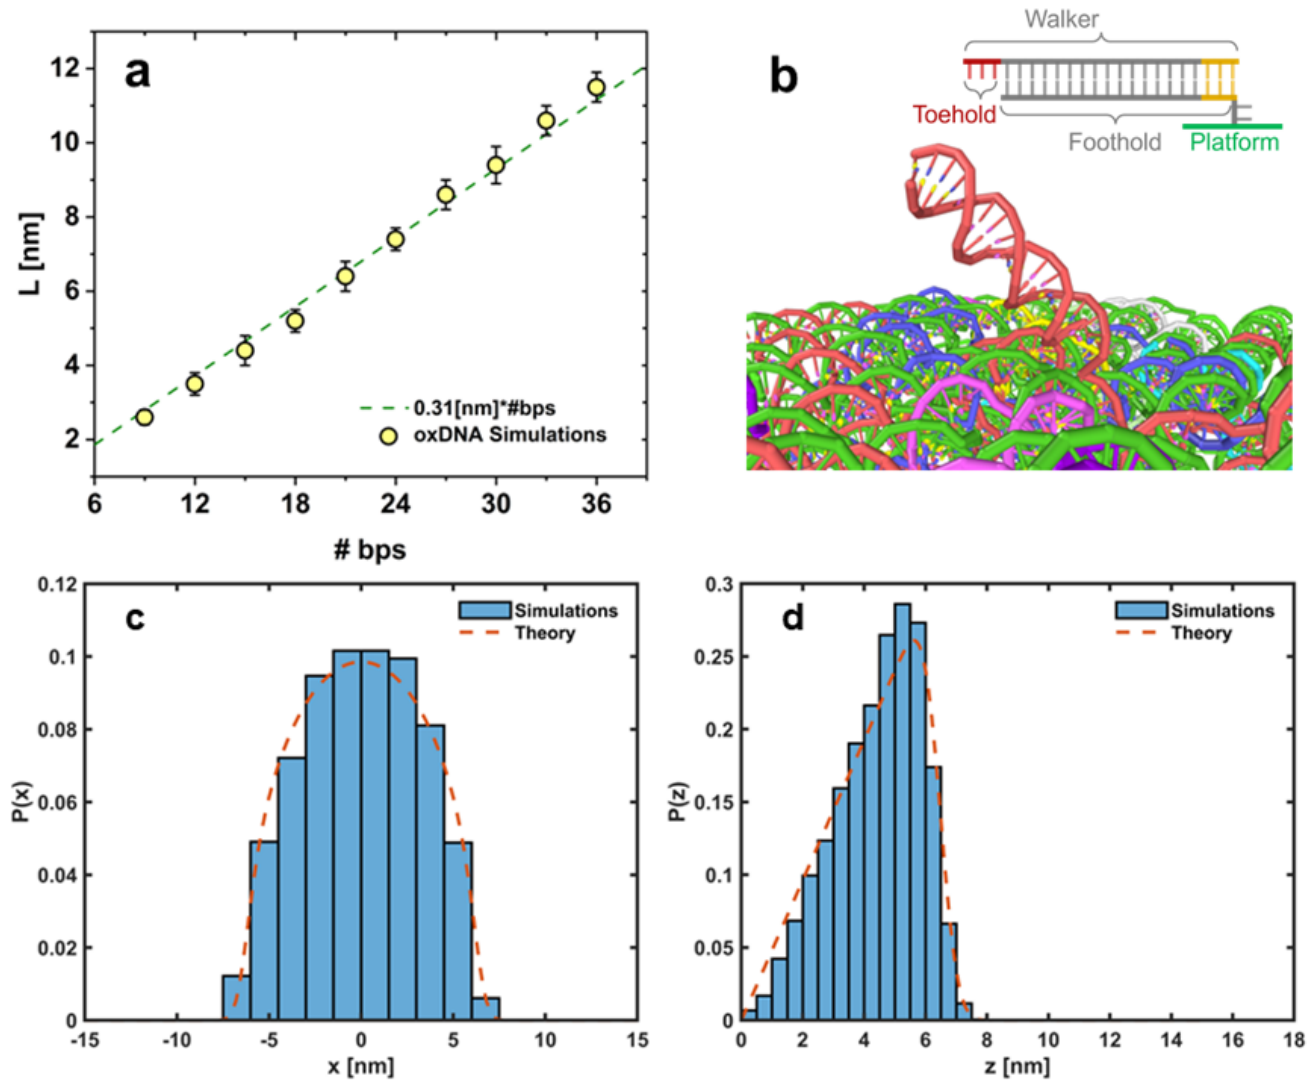 a
12
10
8
6
4
2
L [nm]
0.31[nm]*#bps
oxDNA Simulations
6 12 18 24 30 36
# bps
b
Walker
Toehold
Foothold
Platform
c
Simulations
Theory
0.12
0.1
0.08
0.06
0.04
0.02
0
P(x)
-15 -10 -5 0 5 10 15
x [nm]
d
Simulations
Theory
0.3
0.25
0.2
0.15
0.1
0.05
0
P(z)
0 2 4 6 8 10 12 14 16 18
z [nm]